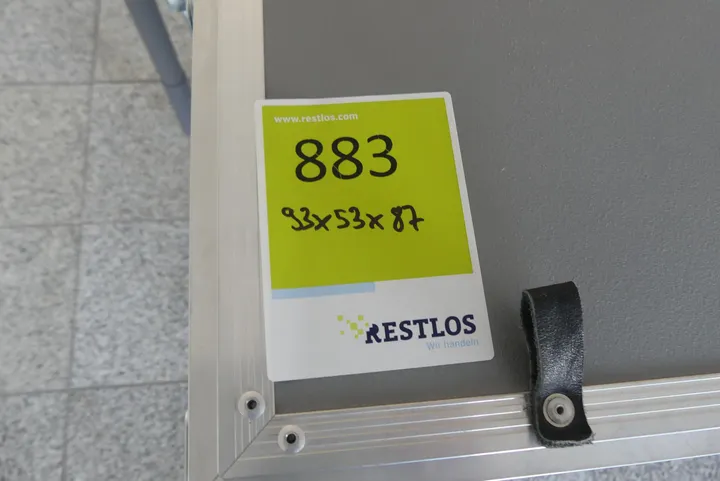 www.restlos.com
883
93x53x87
RESTLOS
Wir handeln.